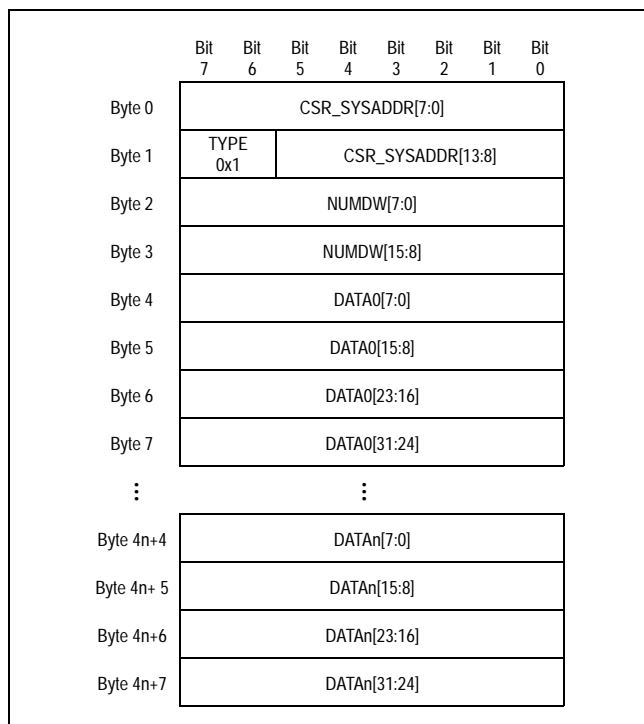 Bit Bit Bit Bit Bit Bit Bit Bit
7 6 5 4 3 2 1 0
Byte 0 CSR_SYSADDR[7:0]
Byte 1 TYPE 0x1 CSR_SYSADDR[13:8]
Byte 2 NUMDW[7:0]
Byte 3 NUMDW[15:8]
Byte 4 DATA0[7:0]
Byte 5 DATA0[15:8]
Byte 6 DATA0[23:16]
Byte 7 DATA0[31:24]
⋮ ⋮
Byte 4n+4 DATAn[7:0]
Byte 4n+ 5 DATAn[15:8]
Byte 4n+6 DATAn[23:16]
Byte 4n+7 DATAn[31:24]